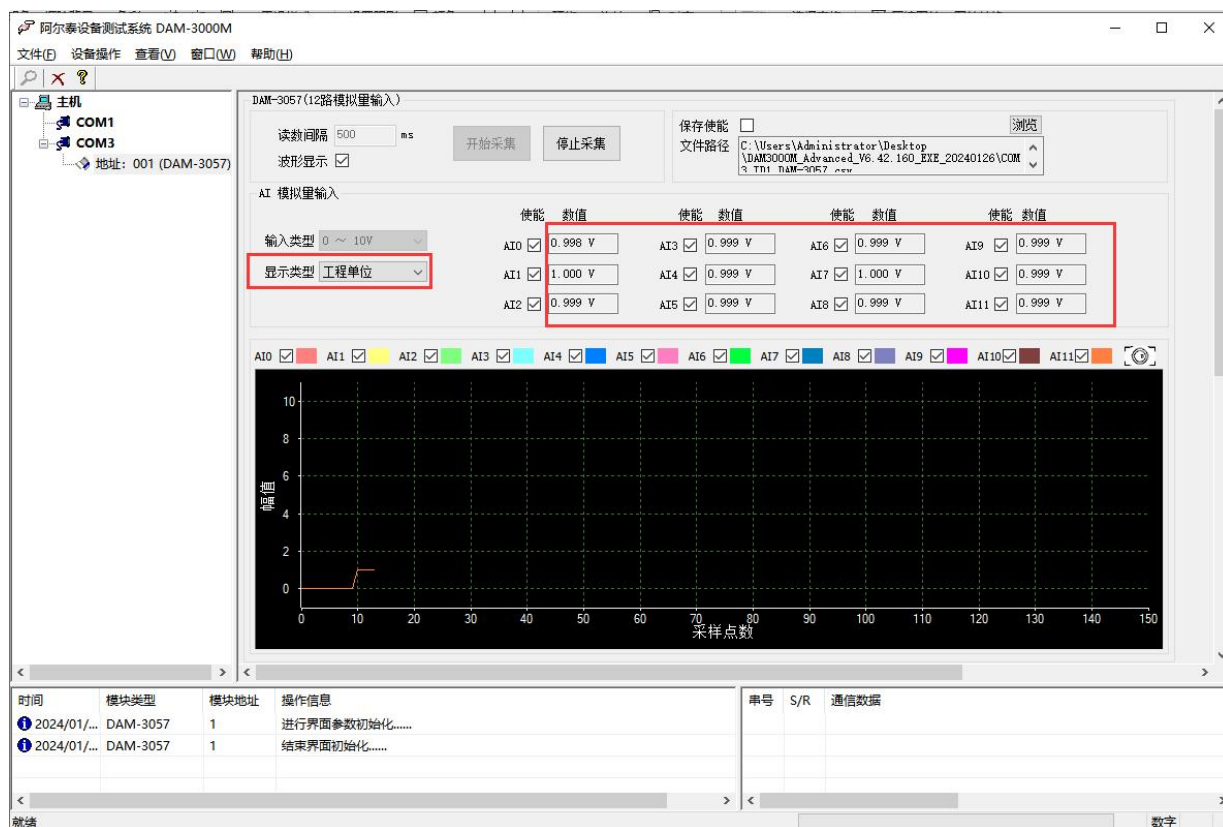 阿尔泰设备测试系统 DAM-3000M
文件(F) 设备操作 查看(V) 窗口(W) 帮助(H)
主机
COM1
COM3
地址：001 (DAM-3057)
DAM-3057(12路模拟量输入)
读数间隔 500 ms
开始采集 停止采集
波形显示
保存使能 浏览
文件路径 C:\Users\Administrator\Desktop
\DAM3000M_Advanced_V6.42.160_EXE_20240126\COM
3_ID1_DAM-3057.csv
AI 模拟量输入
使能 数值 使能 数值 使能 数值 使能 数值
输入类型 0 ～ 10V
AI0 0.998 V AI3 0.999 V AI6 0.999 V AI9 0.999 V
显示类型 工程单位
AI1 1.000 V AI4 0.999 V AI7 1.000 V AI10 0.999 V
AI2 0.999 V AI5 0.999 V AI8 0.999 V AI11 0.999 V
AI0 AI1 AI2 AI3 AI4 AI5 AI6 AI7 AI8 AI9 AI10 AI11
10
8
6
4
2
0
幅值
0 10 20 30 40 50 60 70 80 90 100 110 120 130 140 150
采样点数
时间 模块类型 模块地址 操作信息
2024/01/... DAM-3057 1 进行界面参数初始化......
2024/01/... DAM-3057 1 结束界面初始化......
串号 S/R 通信数据
就绪 数字